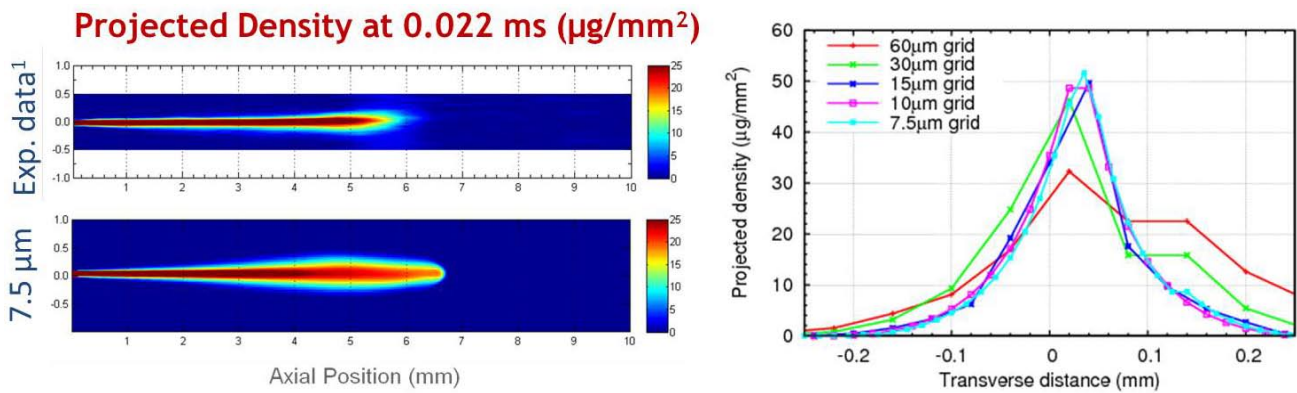 Projected Density at 0.022 ms (µg/mm²)
Exp. data¹
1.0
0.5
0.0
-0.5
-1.0
1 2 3 4 5 6 7 8 9 10
25
20
15
10
5
0
7.5 µm
1.0
0.5
0.0
-0.5
1 2 3 4 5 6 7 8 9 10
25
20
15
10
5
0
Axial Position (mm)
Projected density (µg/mm²)
60
50
40
30
20
10
0
60µm grid
30µm grid
15µm grid
10µm grid
7.5µm grid
-0.2 -0.1 0 0.1 0.2
Transverse distance (mm)